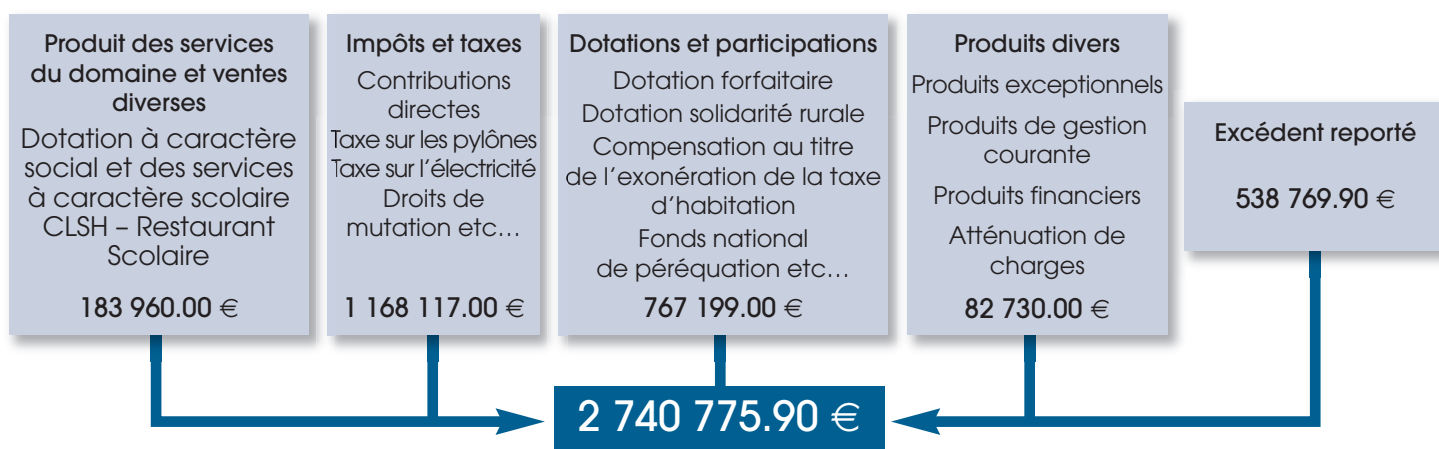 Produit des services
du domaine et ventes
diverses
Dotation à caractère
social et des services
à caractère scolaire
CLSH – Restaurant
Scolaire
183 960.00 €
Impôts et taxes
Contributions
directes
Taxe sur les pylônes
Taxe sur l’électricité
Droits de
mutation etc…
1 168 117.00 €
Dotations et participations
Dotation forfaitaire
Dotation solidarité rurale
Compensation au titre
de l’exonération de la taxe
d’habitation
Fonds national
de péréquation etc…
767 199.00 €
Produits divers
Produits exceptionnels
Produits de gestion
courante
Produits financiers
Atténuation de
charges
82 730.00 €
Excédent reporté
538 769.90 €
2 740 775.90 €